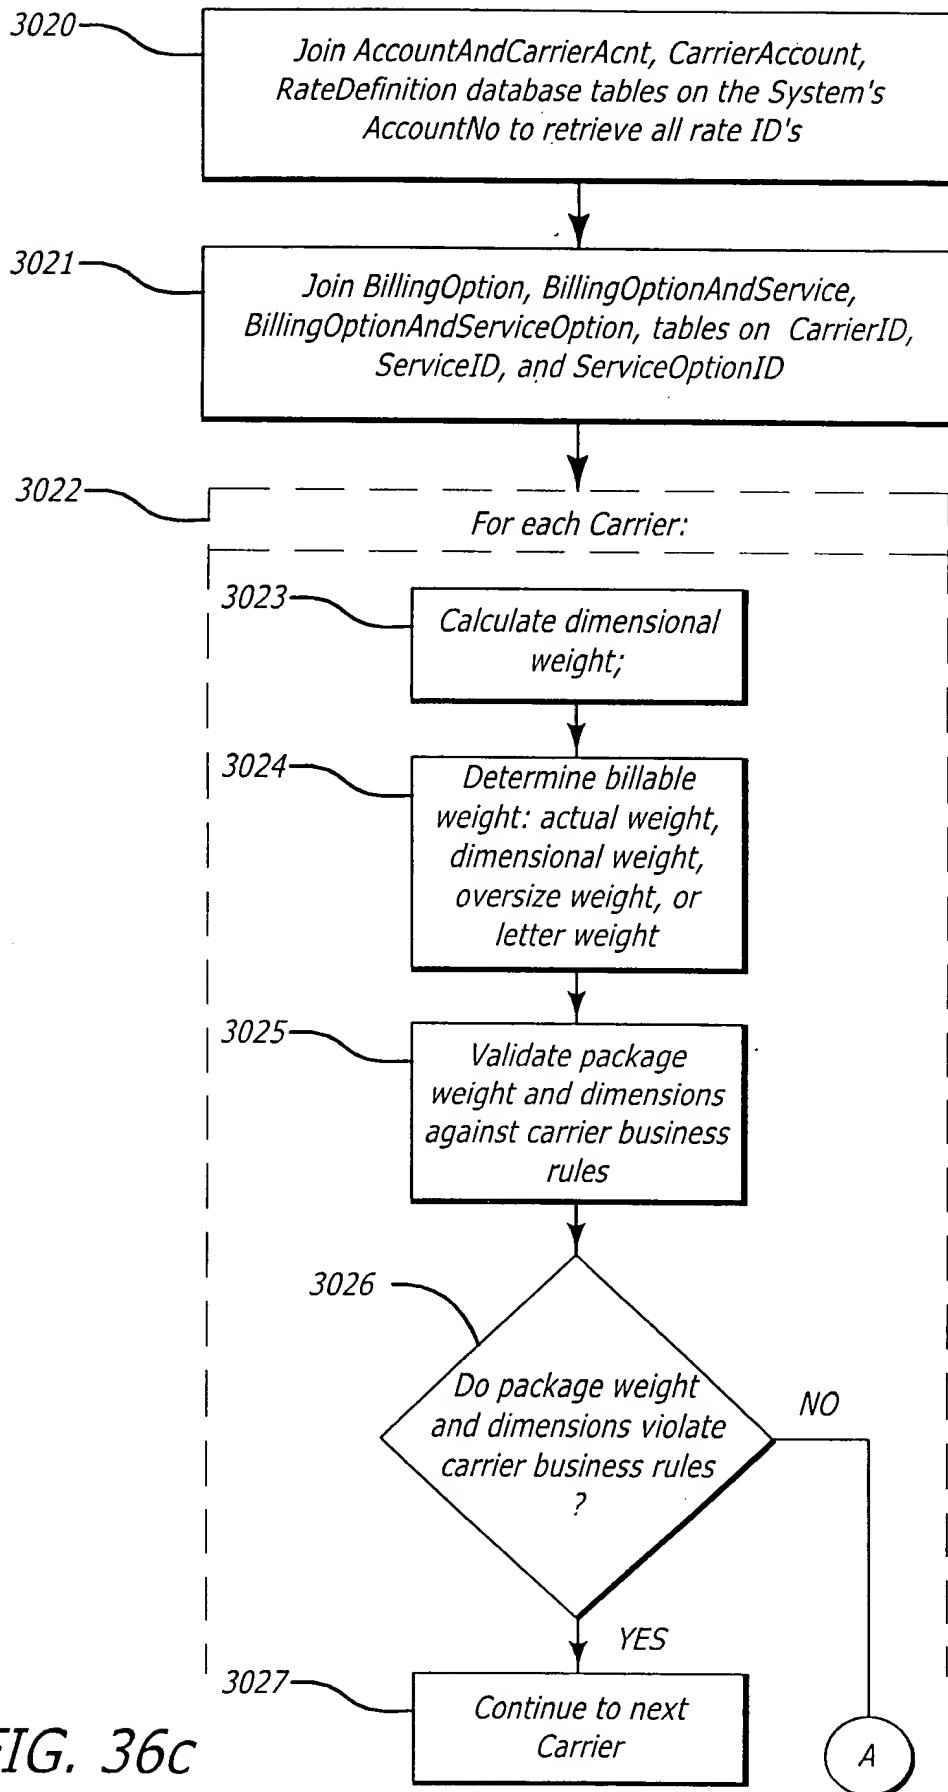 3020
Join AccountAndCarrierAcnt, CarrierAccount,
RateDefinition database tables on the System's
AccountNo to retrieve all rate ID's
3021
Join BillingOption, BillingOptionAndService,
BillingOptionAndServiceOption, tables on CarrierID,
ServiceID, and ServiceOptionID
3022
For each Carrier:
3023
Calculate dimensional
weight;
3024
Determine billable
weight: actual weight,
dimensional weight,
oversize weight, or
letter weight
3025
Validate package
weight and dimensions
against carrier business
rules
3026
Do package weight
and dimensions violate
carrier business rules
?
NO
YES
3027
Continue to next
Carrier
A
FIG. 36c